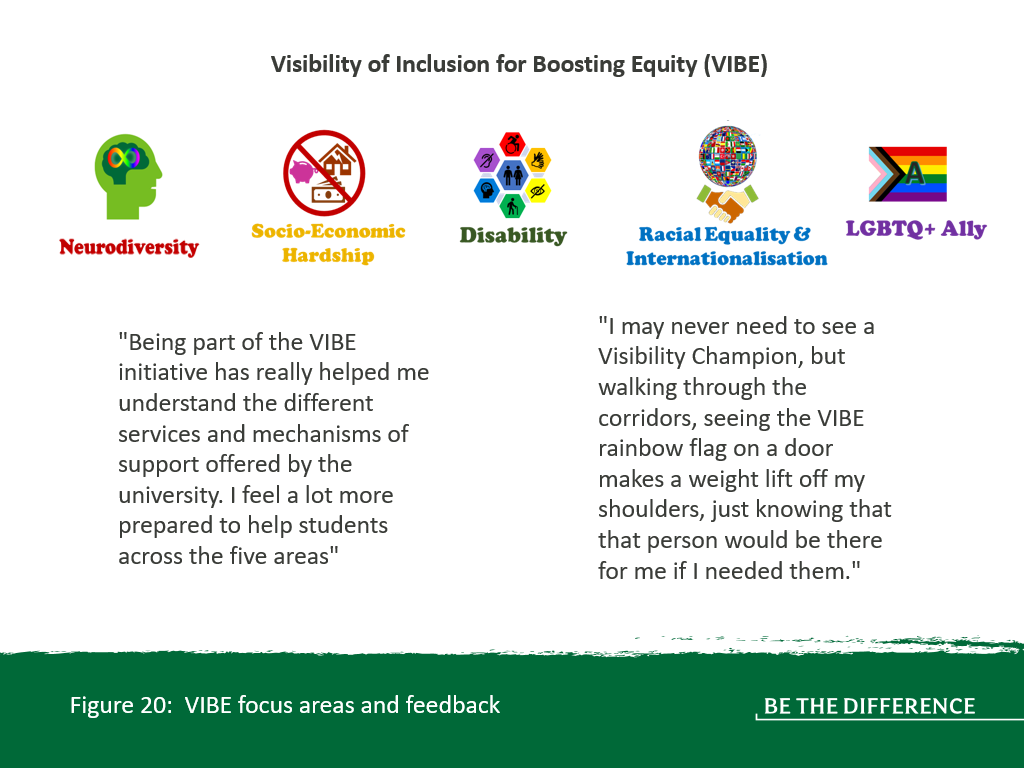 Visibility of Inclusion for Boosting Equity (VIBE)
Neurodiversity
Socio-Economic
Hardship
Disability
Racial Equality &
Internationalisation
A
LGBTQ+ Ally
"Being part of the VIBE
initiative has really helped me
understand the different
services and mechanisms of
support offered by the
university. I feel a lot more
prepared to help students
across the five areas"
"I may never need to see a
Visibility Champion, but
walking through the
corridors, seeing the VIBE
rainbow flag on a door
makes a weight lift off my
shoulders, just knowing that
that person would be there
for me if I needed them."
Figure 20:  VIBE focus areas and feedback
BE THE DIFFERENCE